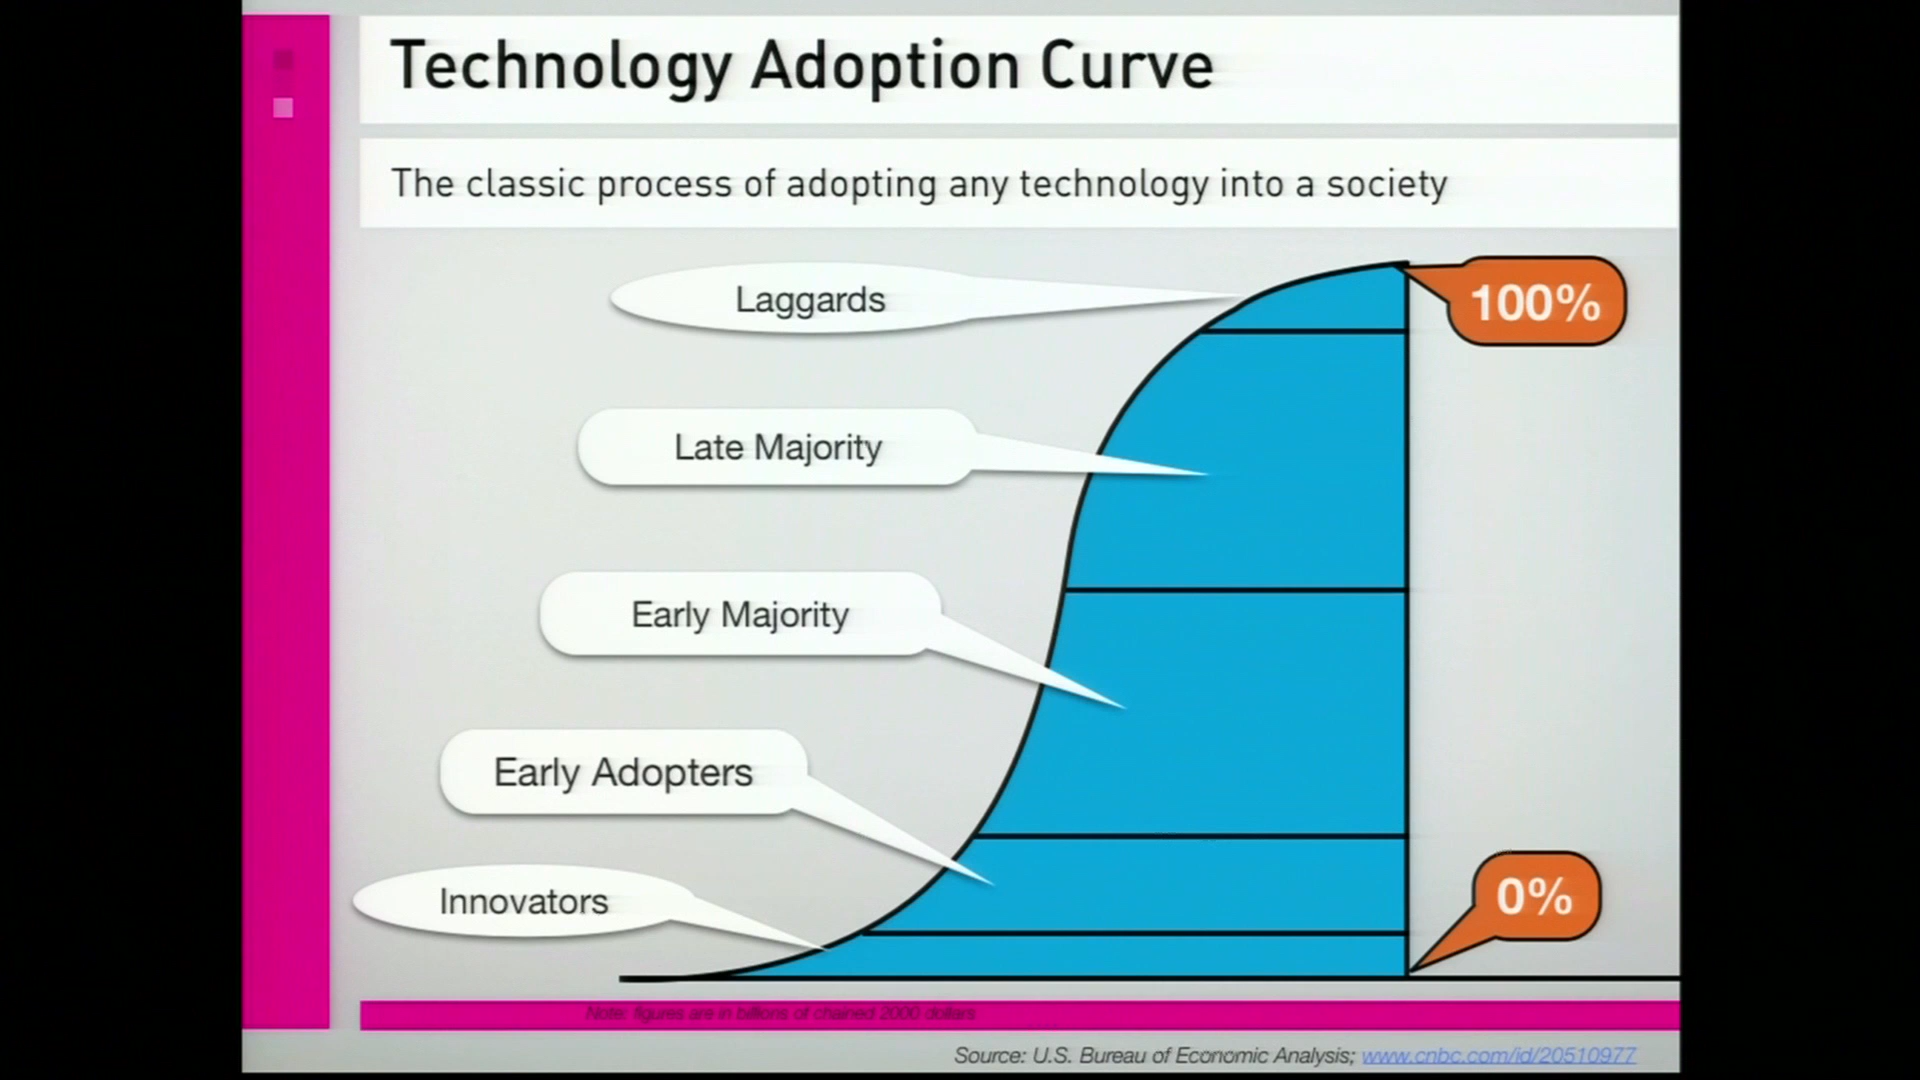 Technology Adoption Curve
The classic process of adopting any technology into a society
Laggards
100%
Late Majority
Early Majority
Early Adopters
Innovators
0%
Note: figures are in billions of chained 2000 dollars
Source: U.S. Bureau of Economic Analysis; www.cnbc.com/id/20510977